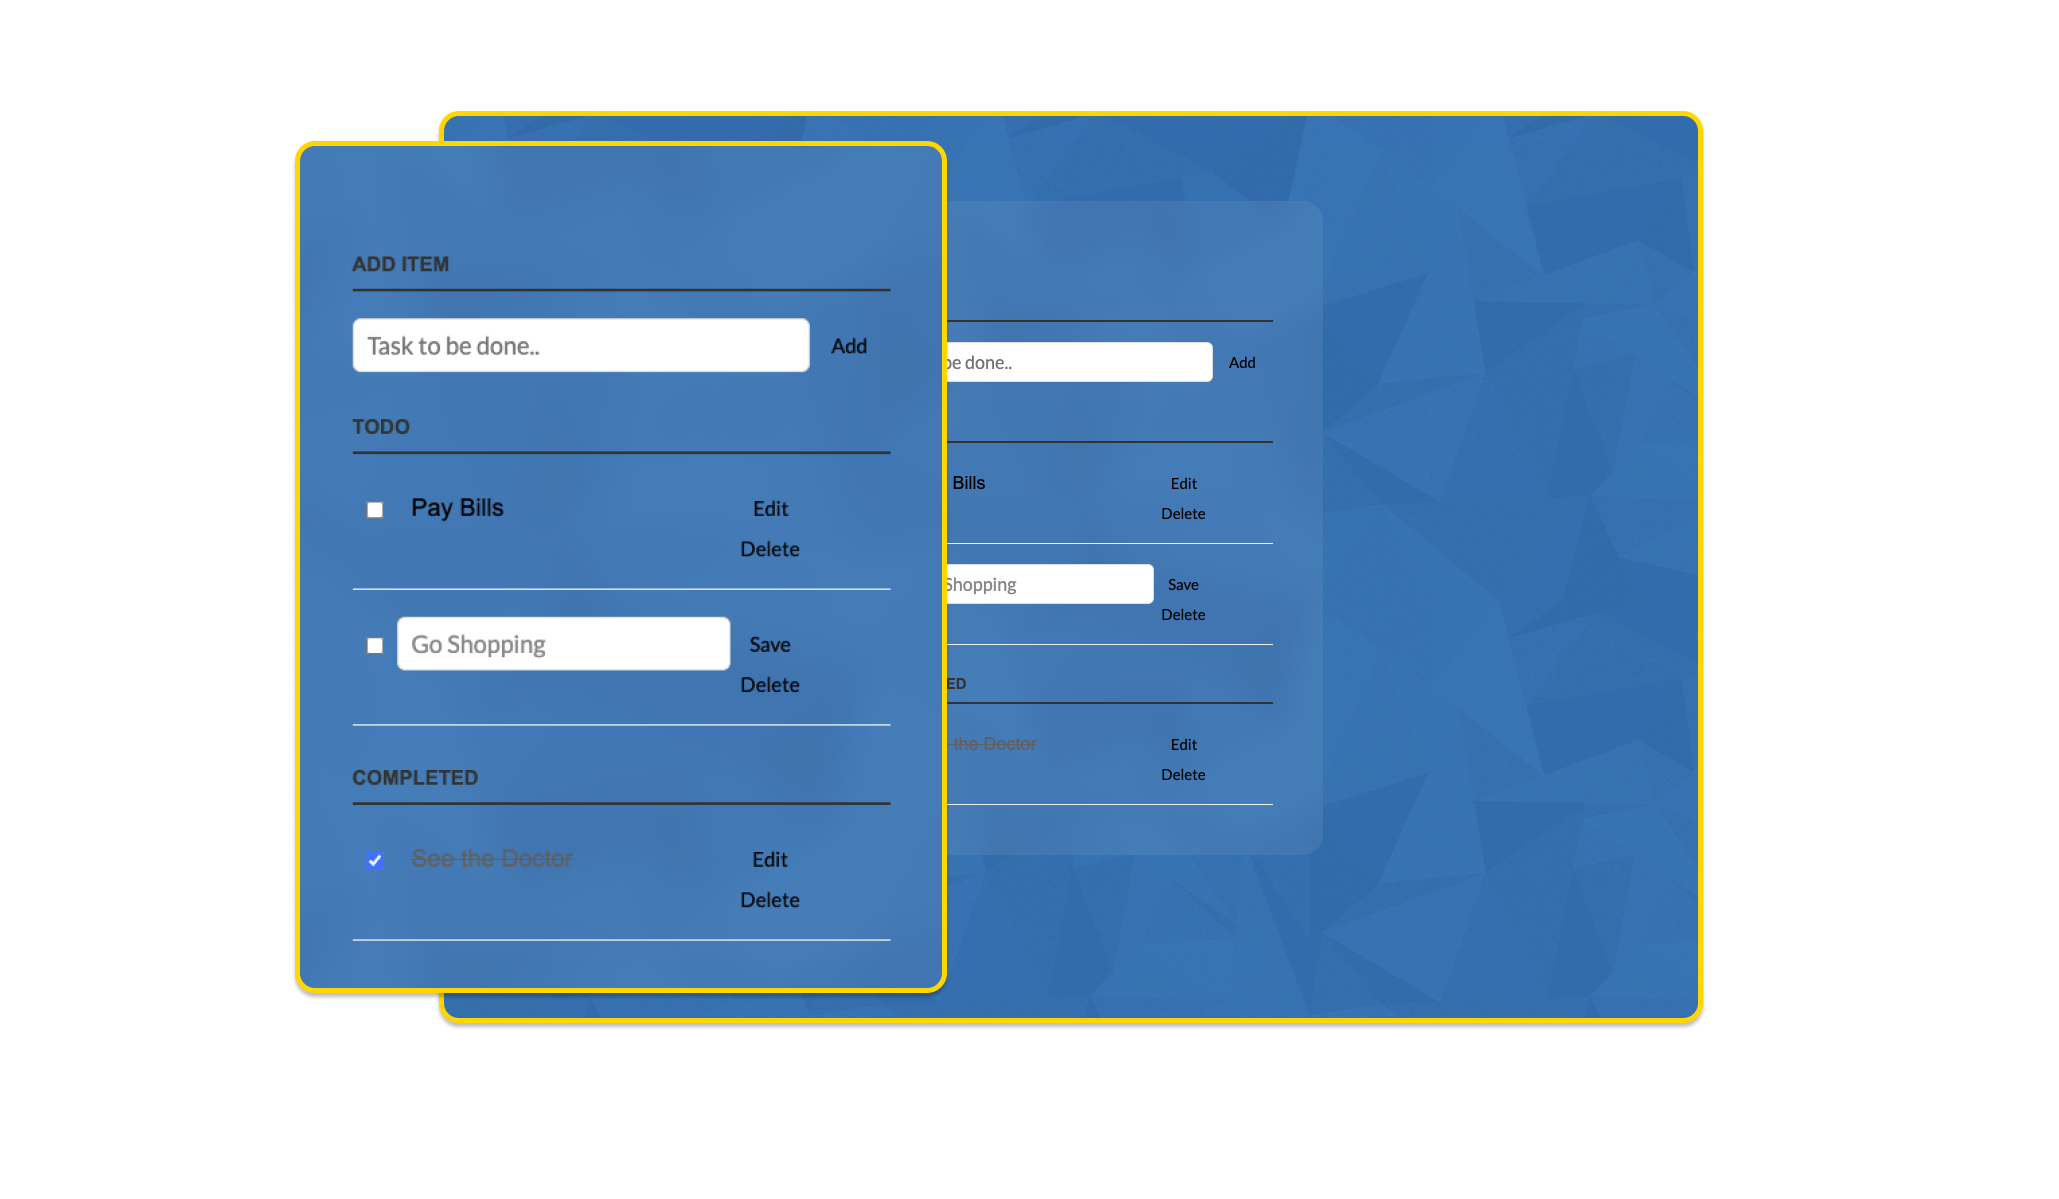 ADD ITEM
Task to be done..
Add
TODO
Pay Bills
Edit
Delete
Go Shopping
Save
Delete
COMPLETED
See the Doctor
Edit
Delete
be done..
Add
Bills
Edit
Delete
Shopping
Save
Delete
ED
the Doctor
Edit
Delete